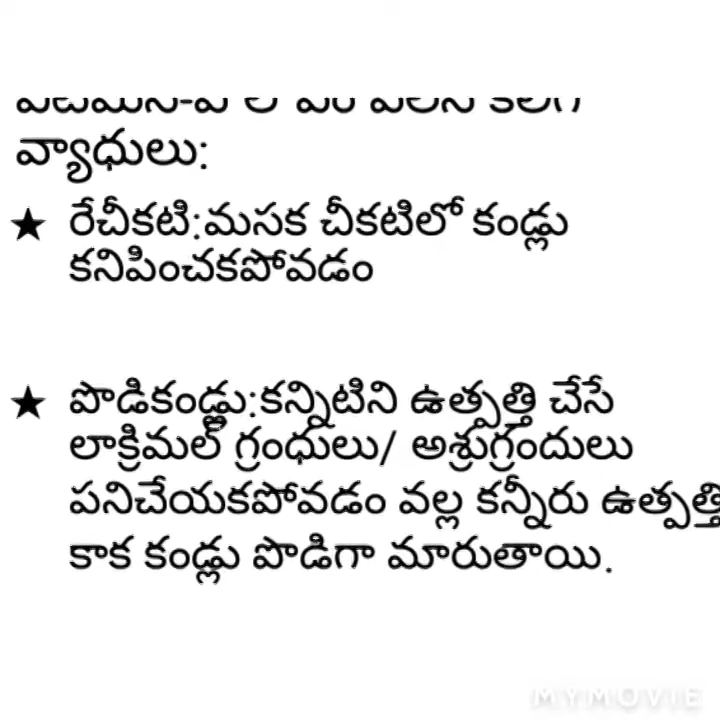 వ్యాధులు:
★ రేచీకటి:మసక చీకటిలో కండ్లు
కనిపించకపోవడం
★ పొడికండ్లు:కన్నిటిని ఉత్పత్తి చేసే
లాక్రిమల్ గ్రంధులు/ అశ్రుగ్రందులు
పనిచేయకపోవడం వల్ల కన్నీరు ఉత్పత్తి
కాక కండ్లు పొడిగా మారుతాయి.
MYMOVIE